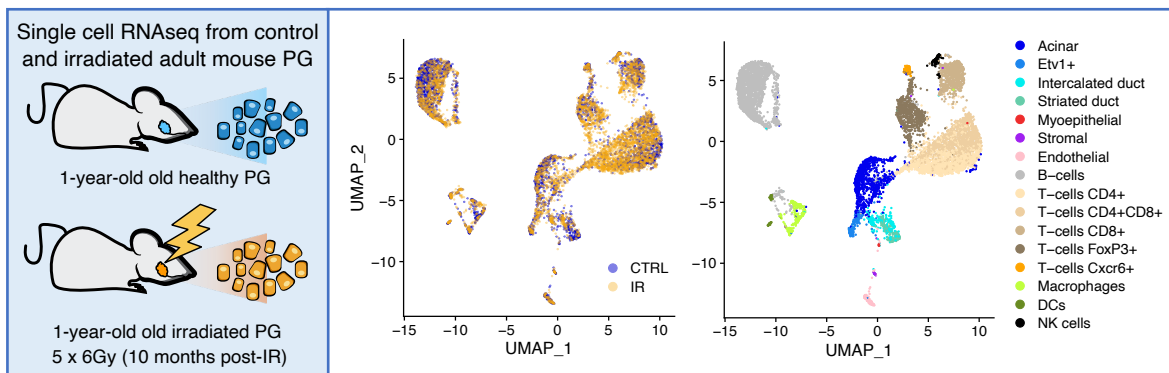 Single cell RNAseq from control
and irradiated adult mouse PG
1-year-old old healthy PG
1-year-old old irradiated PG
5 x 6Gy (10 months post-IR)
UMAP_2
5
0
−5
−10
−15
−10
−5
0
5
10
UMAP_1
CTRL
IR
5
0
−5
−10
−15
−10
−5
0
5
10
UMAP_1
Acinar
Etv1+
Intercalated duct
Striated duct
Myoepithelial
Stromal
Endothelial
B-cells
T-cells CD4+
T-cells CD4+CD8+
T-cells CD8+
T-cells FoxP3+
T-cells Cxcr6+
Macrophages
DCs
NK cells